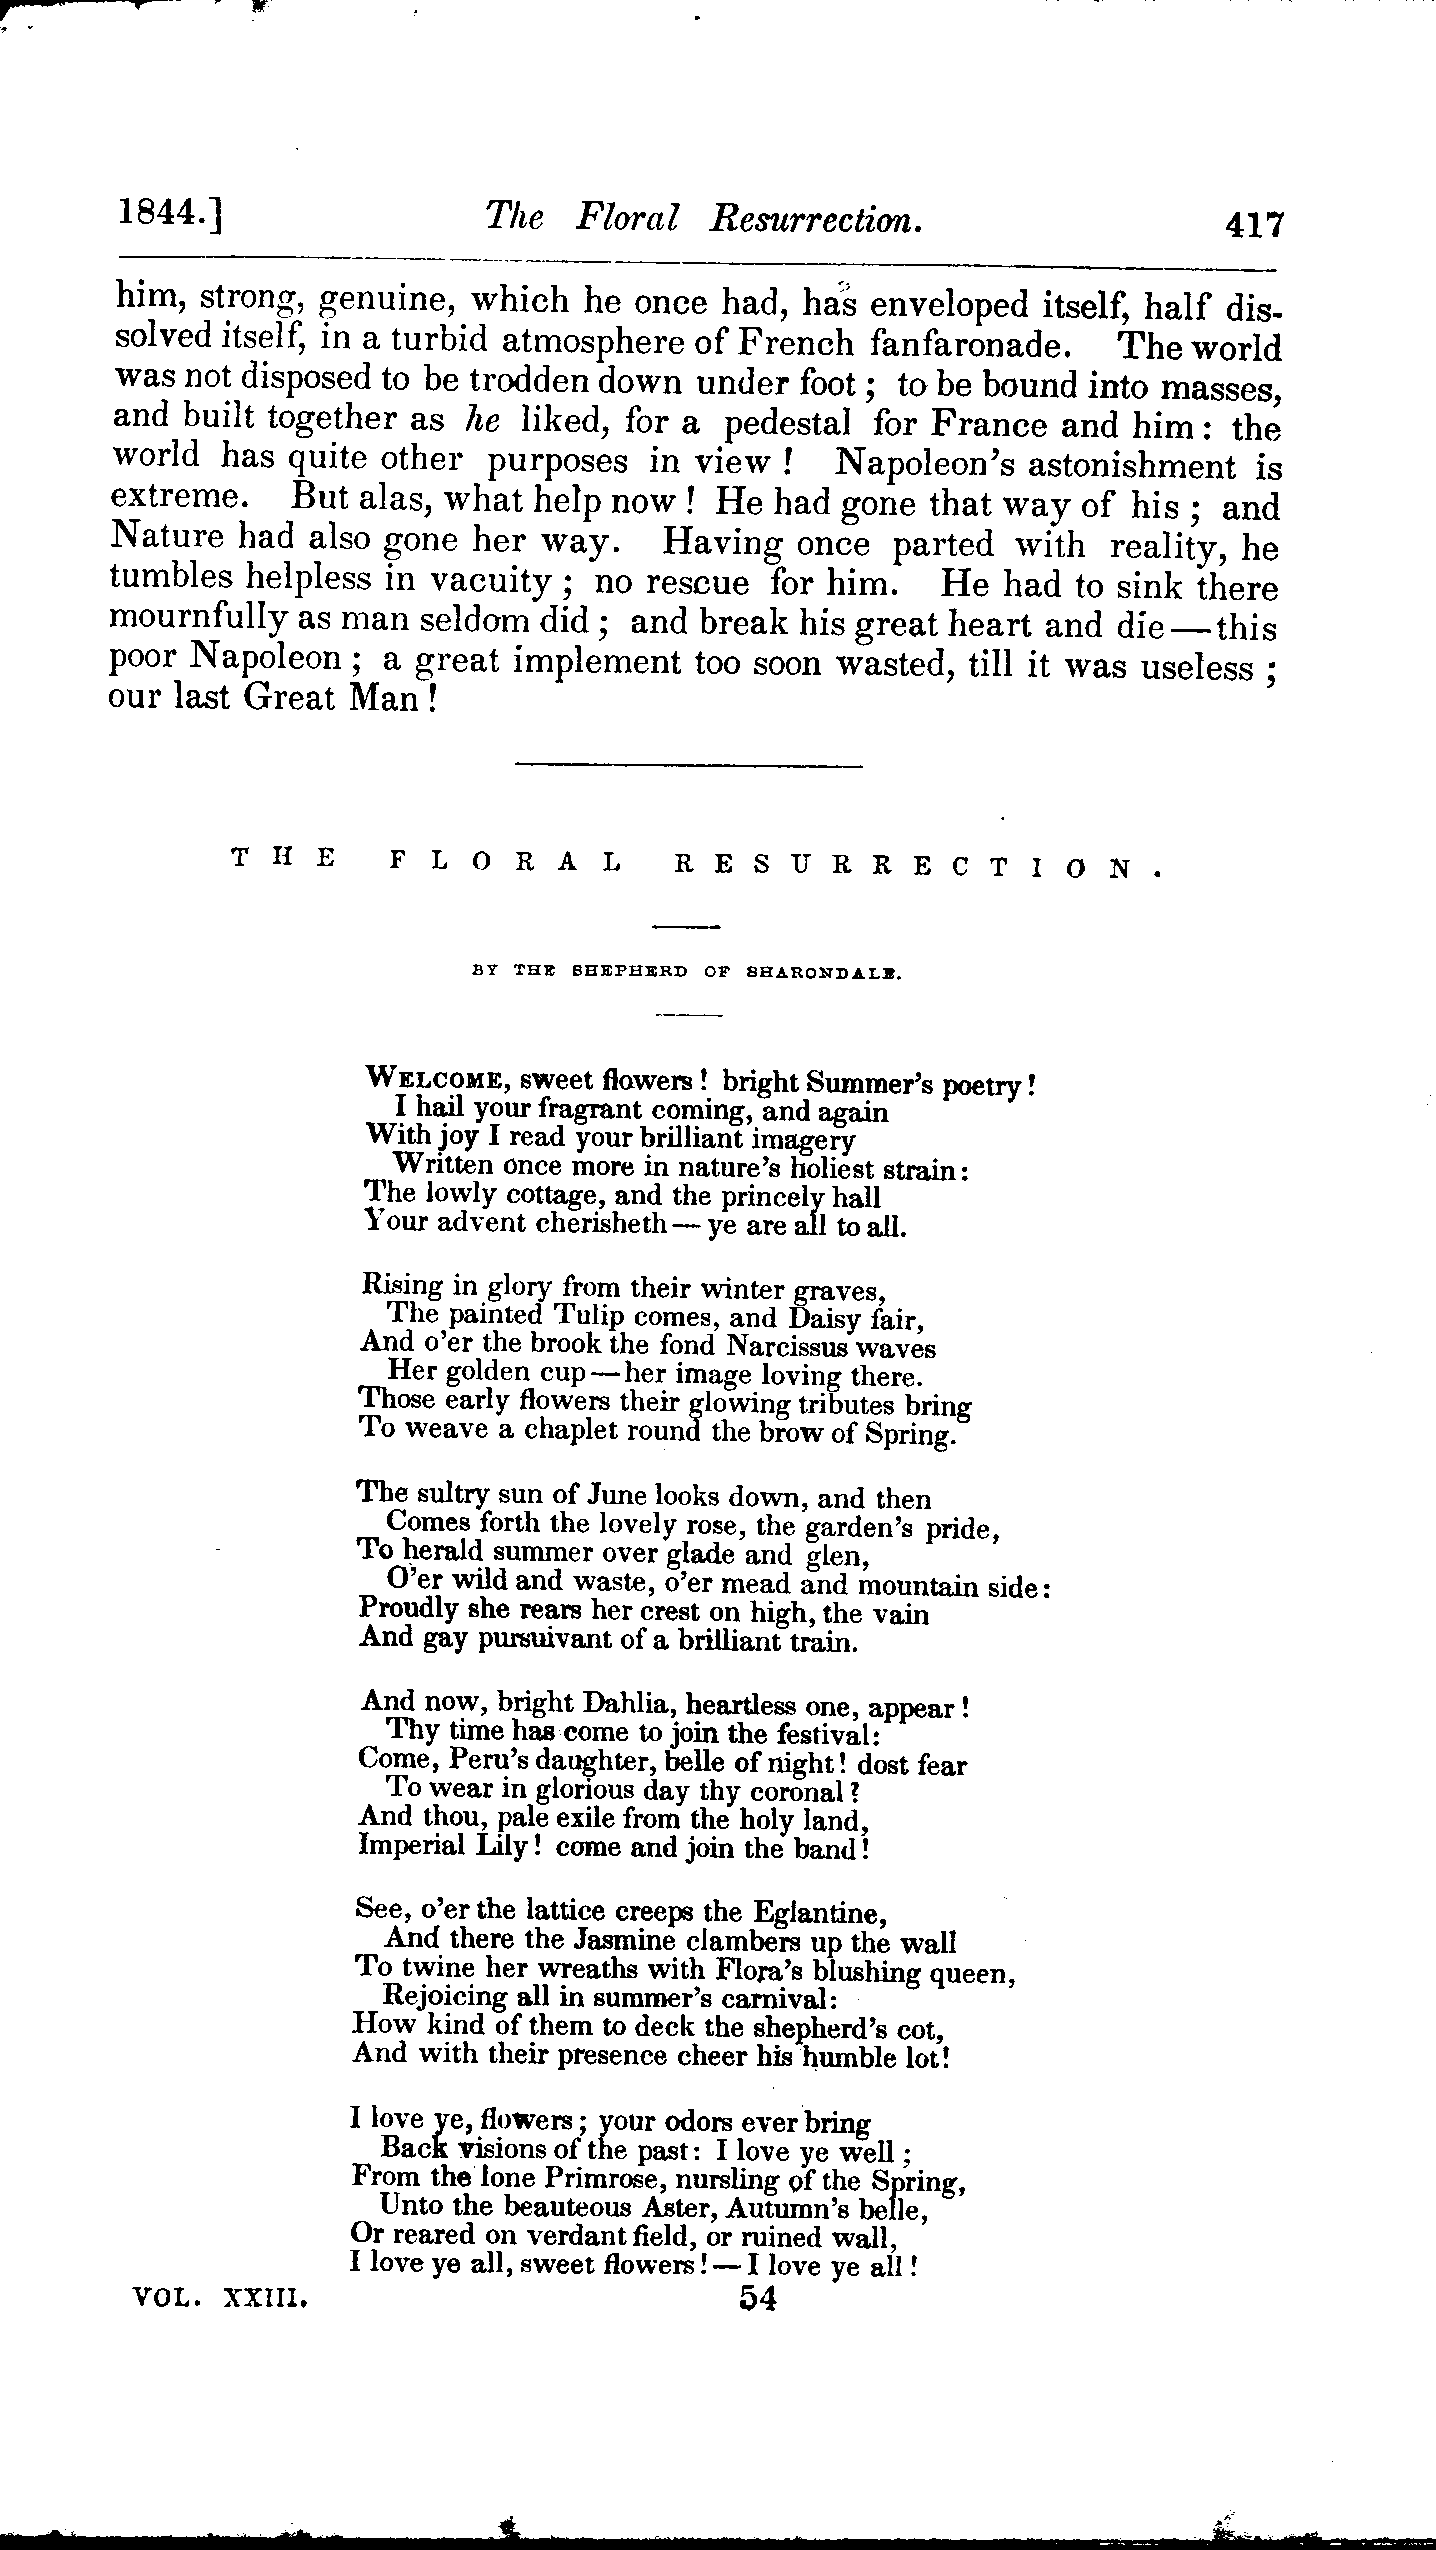 1844.] The Floral Resurrection. 417
him, strong, genuine, which he once had, has enveloped itself, half dis-
solved itself, in a turbid atmosphere of French fanfaronade. The world
was not disposed to be trodden down under foot ; to be bound into masses,
and built together as he liked, for a pedestal for France and him : the
world has quite other purposes in view ! Napoleon's astonishment is
extreme. But alas, what help now ! He had gone that way of his ; and
Nature had also gone her way. Having once parted with reality, he
tumbles helpless in vacuity ; no rescue for him. He had to sink there
mournfully as man seldom did ; and break his great heart and die—this
poor Napoleon ; a great implement too soon wasted, till it was useless ;
our last Great Man !
THE FLORAL RESURRECTION.
BY THE SHEPHERD OF SHARONDALE.
WELCOME, sweet flowers ! bright Summer's poetry !
I hail your fragrant coming, and again
With joy I read your brilliant imagery
Written once more in nature's holiest strain :
The lowly cottage, and the princely hall
Your advent cherisheth — ye are all to all.
Rising in glory from their winter graves,
The painted Tulip comes, and Daisy fair,
And o'er the brook the fond Narcissus waves
Her golden cup — her image loving there.
Those early flowers their glowing tributes bring
To weave a chaplet round the brow of Spring.
The sultry sun of June looks down, and then
Comes forth the lovely rose, the garden's pride,
To herald summer over glade and glen,
O'er wild and waste, o'er mead and mountain side :
Proudly she rears her crest on high, the vain
And gay pursuivant of a brilliant train.
And now, bright Dahlia, heartless one, appear !
Thy time has come to join the festival :
Come, Peru's daughter, belle of night ! dost fear
To wear in glorious day thy coronal ?
And thou, pale exile from the holy land,
Imperial Lily ! come and join the band !
See, o'er the lattice creeps the Eglantine,
And there the Jasmine clambers up the wall
To twine her wreaths with Flora's blushing queen,
Rejoicing all in summer's carnival :
How kind of them to deck the shepherd's cot,
And with their presence cheer his humble lot !
I love ye, flowers ; your odors ever bring
Back visions of the past : I love ye well ;
From the lone Primrose, nursling of the Spring,
Unto the beauteous Aster, Autumn's belle,
Or reared on verdant field, or ruined wall,
I love ye all, sweet flowers ! — I love ye all !
VOL. XXIII. 54